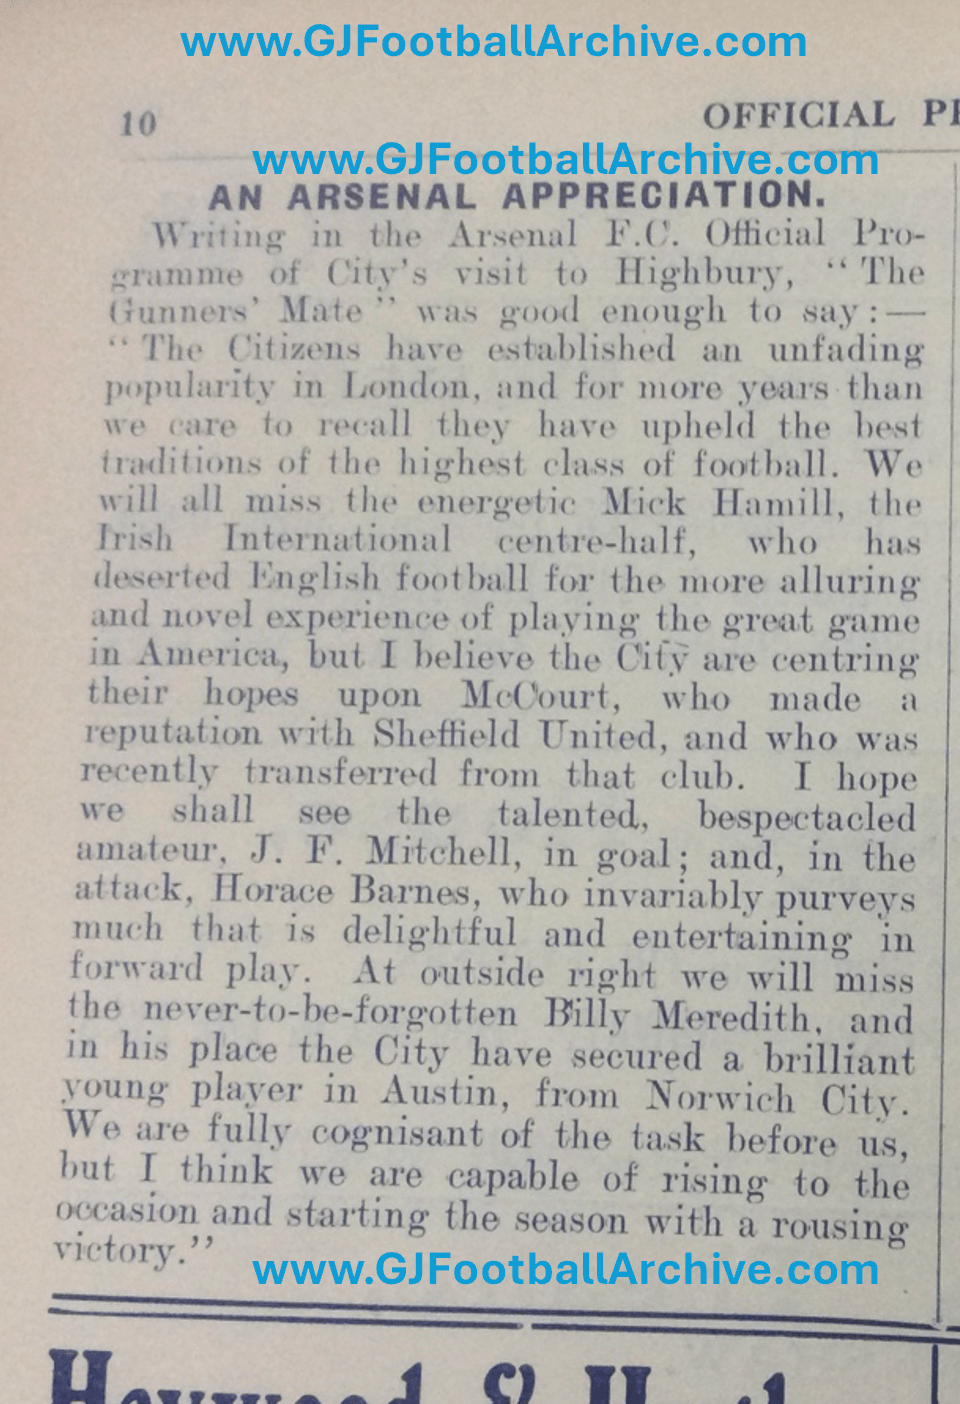 www.GJFootballArchive.com
10 OFFICIAL
www.GJFootballArchive.com
AN ARSENAL APPRECIATION.
Writing in the Arsenal F.C. Official Pro-
gramme of City's visit to Highbury, “ The
Gunners' Mate ” was good enough to say :—
“ The Citizens have established an unfading
popularity in London, and for more years than
we care to recall they have upheld the best
traditions of the highest class of football. We
will all miss the energetic Mick Hamill, the
Irish International centre-half, who has
deserted English football for the more alluring
and novel experience of playing the great game
in America, but I believe the City are centring
their hopes upon McCourt, who made a
reputation with Sheffield United, and who was
recently transferred from that club. I hope
we shall see the talented, bespectacled
amateur, J. F. Mitchell, in goal ; and, in the
attack, Horace Barnes, who invariably purveys
much that is delightful and entertaining in
forward play. At outside right we will miss
the never-to-be-forgotten Billy Meredith, and
in his place the City have secured a brilliant
young player in Austin, from Norwich City.
We are fully cognisant of the task before us,
but I think we are capable of rising to the
occasion and starting the season with a rousing
victory.”
www.GJFootballArchive.com